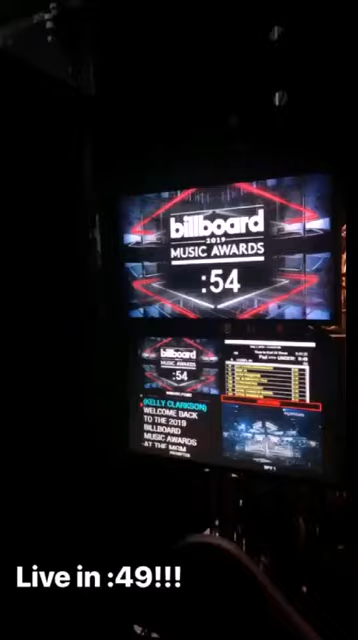 billboard
2019
MUSIC AWARDS
:54
billboard
MUSIC AWARDS
:54
(KELLY CLARKSON)
WELCOME BACK
TO THE 2019
BILLBOARD
MUSIC AWARDS
AT THE MGM
Live in :49!!!